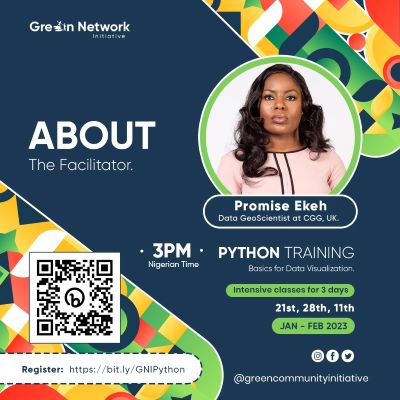 Green Network
Initiative
ABOUT
The Facilitator.
Promise Ekeh
Data GeoScientist at CGG, UK.
• 3PM •
Nigerian Time
PYTHON TRAINING
Basics for Data Visualization.
Intensive classes for 3 days
21st, 28th, 11th
JAN - FEB 2023
Register: https://bit.ly/GNIPython
@greencommunityinitiative